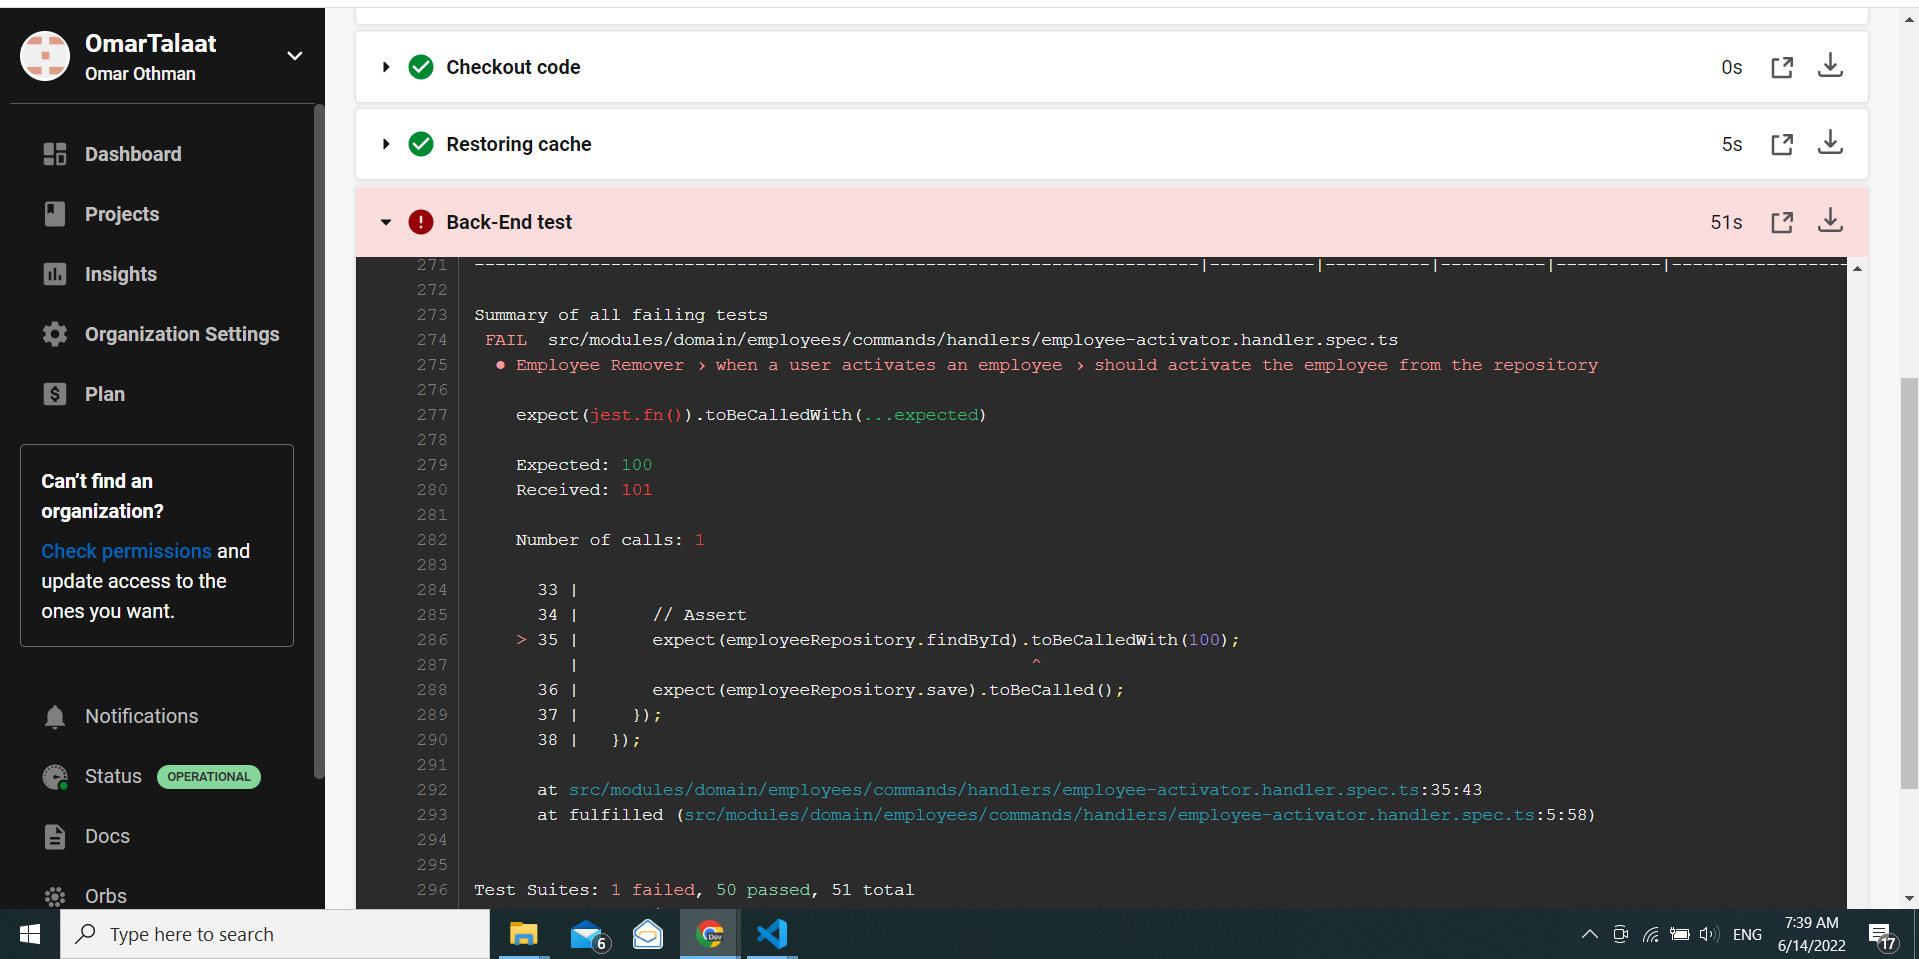 OmarTalaat
Omar Othman
Dashboard
Projects
Insights
Organization Settings
Plan
Can’t find an
organization?
Check permissions and
update access to the
ones you want.
Notifications
Status OPERATIONAL
Docs
Orbs
Checkout code 0s
Restoring cache 5s
Back-End test 51s
271 ---------------------------------------------------------------------|----------|----------|----------|----------|-----------------
272
273 Summary of all failing tests
274 FAIL src/modules/domain/employees/commands/handlers/employee-activator.handler.spec.ts
275 ● Employee Remover › when a user activates an employee › should activate the employee from the repository
276
277 expect(jest.fn()).toBeCalledWith(...expected)
278
279 Expected: 100
280 Received: 101
281
282 Number of calls: 1
283
284 33 |
285 34 | // Assert
286 > 35 | expect(employeeRepository.findById).toBeCalledWith(100);
287 | ^
288 36 | expect(employeeRepository.save).toBeCalled();
289 37 | });
290 38 | });
291
292 at src/modules/domain/employees/commands/handlers/employee-activator.handler.spec.ts:35:43
293 at fulfilled (src/modules/domain/employees/commands/handlers/employee-activator.handler.spec.ts:5:58)
294
295
296 Test Suites: 1 failed, 50 passed, 51 total
Type here to search
6
Dev
ENG
7:39 AM
6/14/2022
17